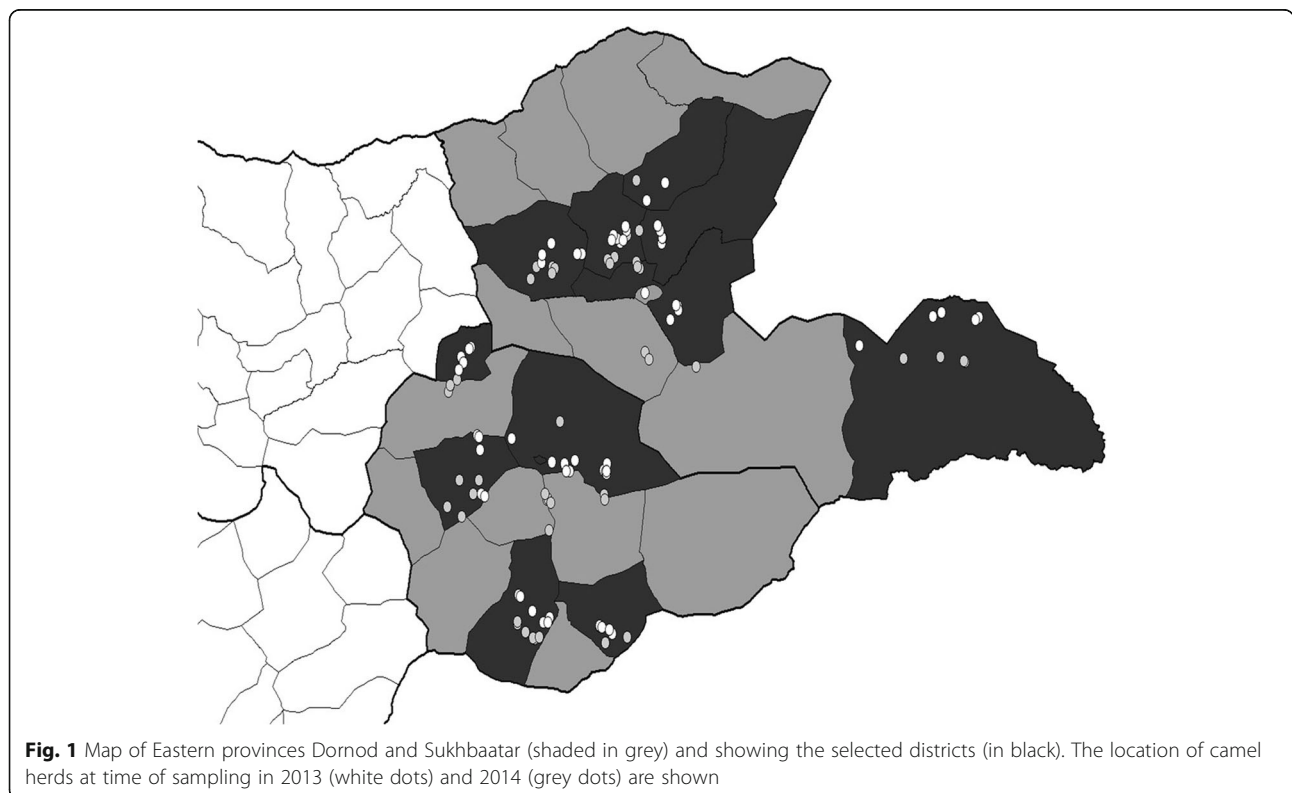 Fig. 1 Map of Eastern provinces Dornod and Sukhbaatar (shaded in grey) and showing the selected districts (in black). The location of camel
herds at time of sampling in 2013 (white dots) and 2014 (grey dots) are shown